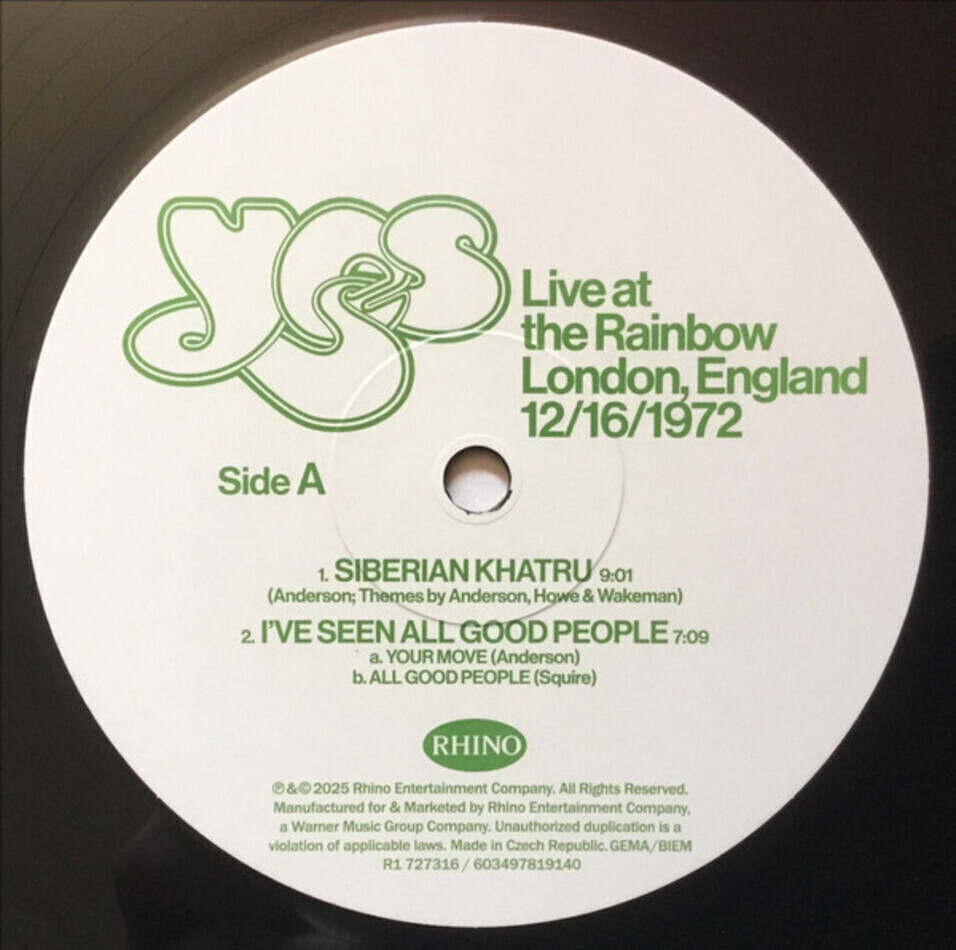 yes
Live at
the Rainbow
London, England
12/16/1972
Side A
1. SIBERIAN KHATRU 9:01
(Anderson; Themes by Anderson, Howe & Wakeman)
2. I'VE SEEN ALL GOOD PEOPLE 7:09
a. YOUR MOVE (Anderson)
b. ALL GOOD PEOPLE (Squire)
RHINO
℗&© 2025 Rhino Entertainment Company. All Rights Reserved.
Manufactured for & Marketed by Rhino Entertainment Company,
a Warner Music Group Company. Unauthorized duplication is a
violation of applicable laws. Made in Czech Republic. GEMA/BIEM
R1 727316 / 603497819140